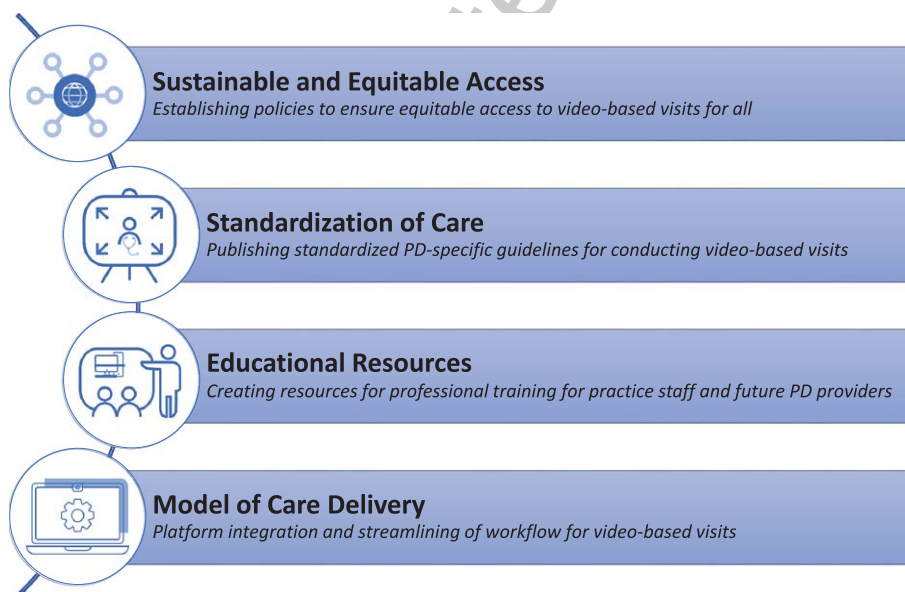 Sustainable and Equitable Access
Establishing policies to ensure equitable access to video-based visits for all
Standardization of Care
Publishing standardized PD-specific guidelines for conducting video-based visits
Educational Resources
Creating resources for professional training for practice staff and future PD providers
Model of Care Delivery
Platform integration and streamlining of workflow for video-based visits